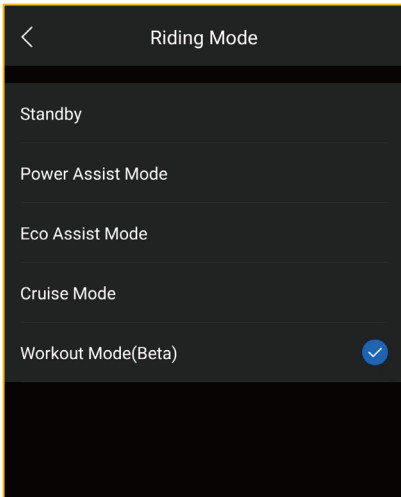 Riding Mode
Standby
Power Assist Mode
Eco Assist Mode
Cruise Mode
Workout Mode(Beta)